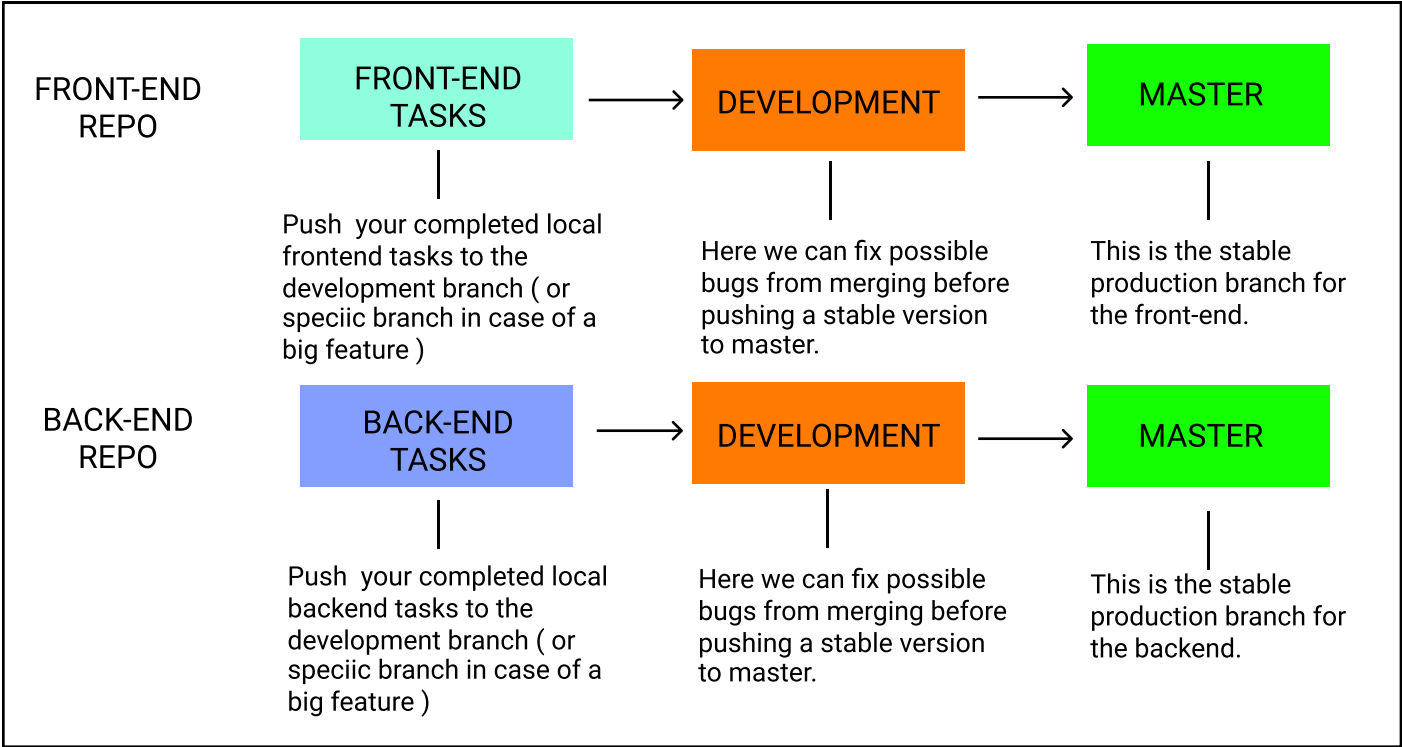 FRONT-END
REPO
FRONT-END
TASKS
DEVELOPMENT
MASTER
Push  your completed local
frontend tasks to the
development branch ( or
speciic branch in case of a
big feature )
Here we can fix possible
bugs from merging before
pushing a stable version
to master.
This is the stable
production branch for
the front-end.
BACK-END
REPO
BACK-END
TASKS
DEVELOPMENT
MASTER
Push  your completed local
backend tasks to the
development branch ( or
speciic branch in case of a
big feature )
Here we can fix possible
bugs from merging before
pushing a stable version
to master.
This is the stable
production branch for
the backend.